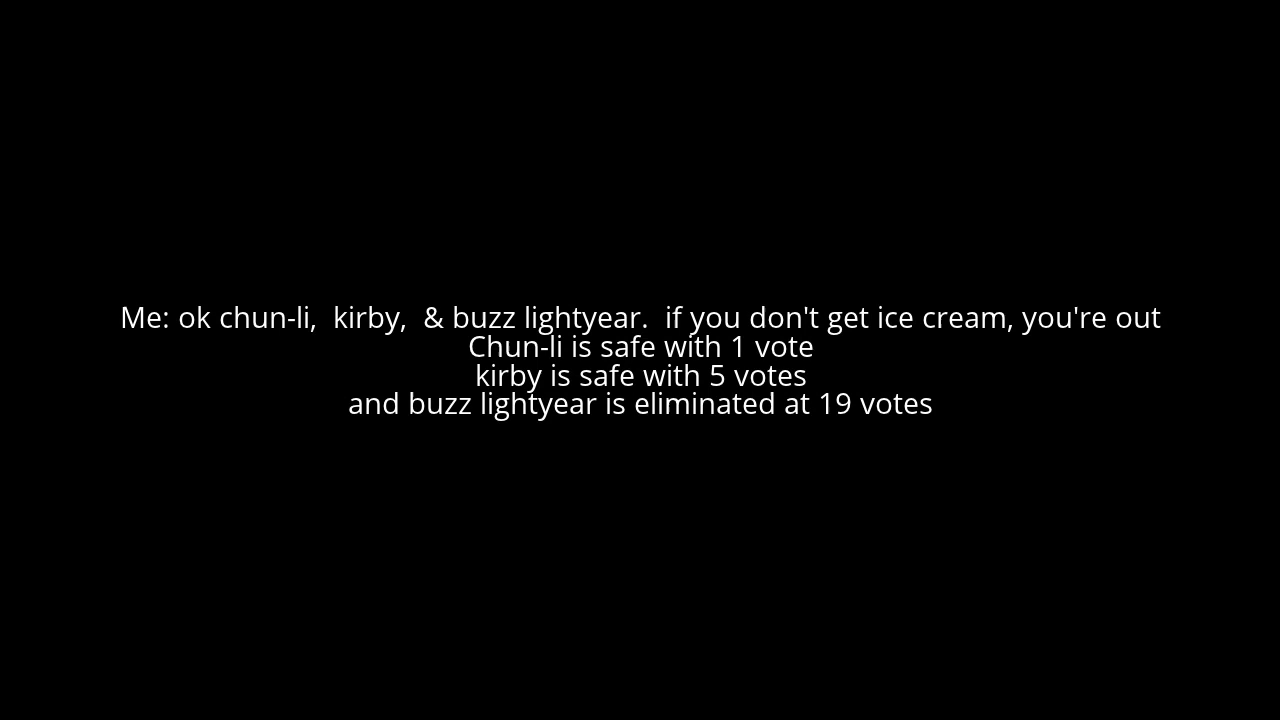 Me: ok chun-li,  kirby,  & buzz lightyear.  if you don't get ice cream, you're out
Chun-li is safe with 1 vote
kirby is safe with 5 votes
and buzz lightyear is eliminated at 19 votes